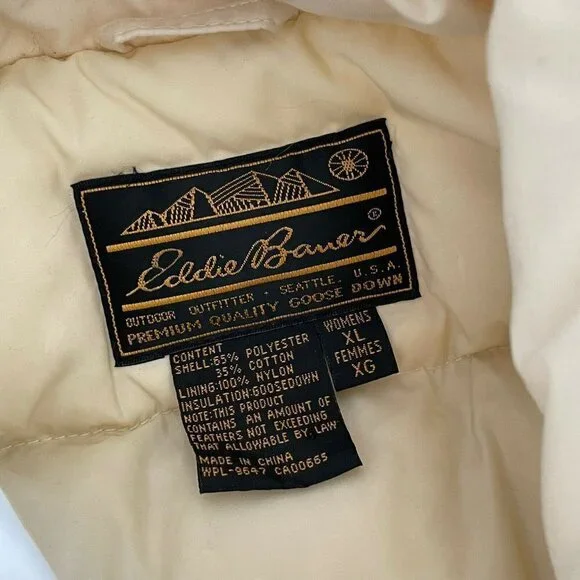 Eddie Bauer ®
OUTDOOR OUTFITTER · SEATTLE, U.S.A.
PREMIUM QUALITY GOOSE DOWN
WOMENS
XL
FEMMES
XG
CONTENT
SHELL:65% POLYESTER
35% COTTON
LINING:100% NYLON
INSULATION:GOOSEDOWN
NOTE:THIS PRODUCT
CONTAINS AN AMOUNT OF
FEATHERS NOT EXCEEDING
THAT ALLOWABLE BY LAW
MADE IN CHINA
WPL-9647 CA00665